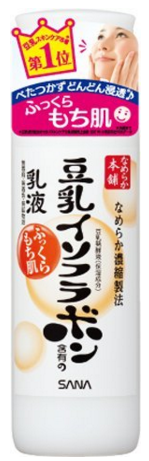 豆乳スキンケアの
第1位
べたつかずどんどん浸透♪
ふっくら
もち肌
なめらか
本舗
なめらか濃縮製法
豆乳イソフラボン
含有の
乳液
ふっくら
もち肌
SANA